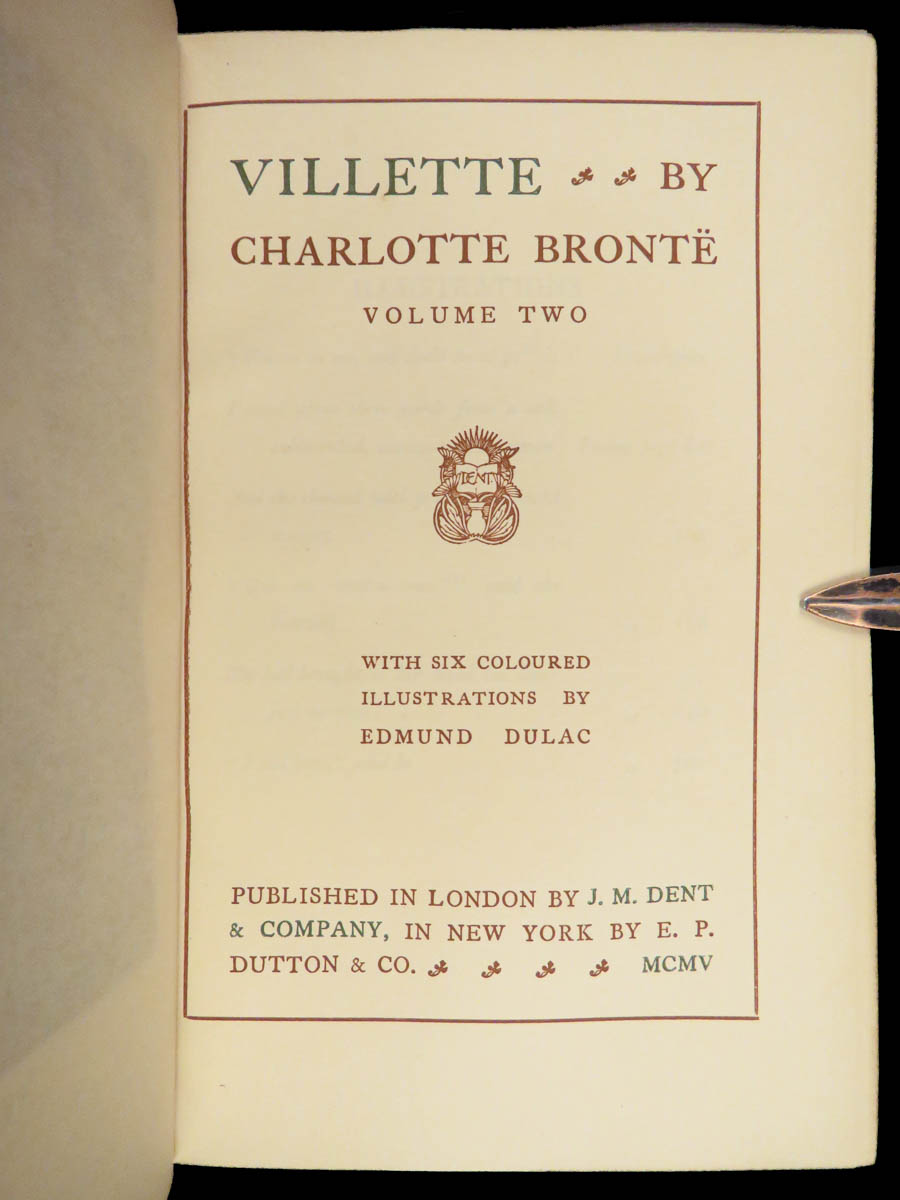 VILLETTE BY
CHARLOTTE BRONTË
VOLUME TWO
DENT
WITH SIX COLOURED
ILLUSTRATIONS BY
EDMUND DULAC
PUBLISHED IN LONDON BY J. M. DENT
& COMPANY, IN NEW YORK BY E. P.
DUTTON & CO. MCMV